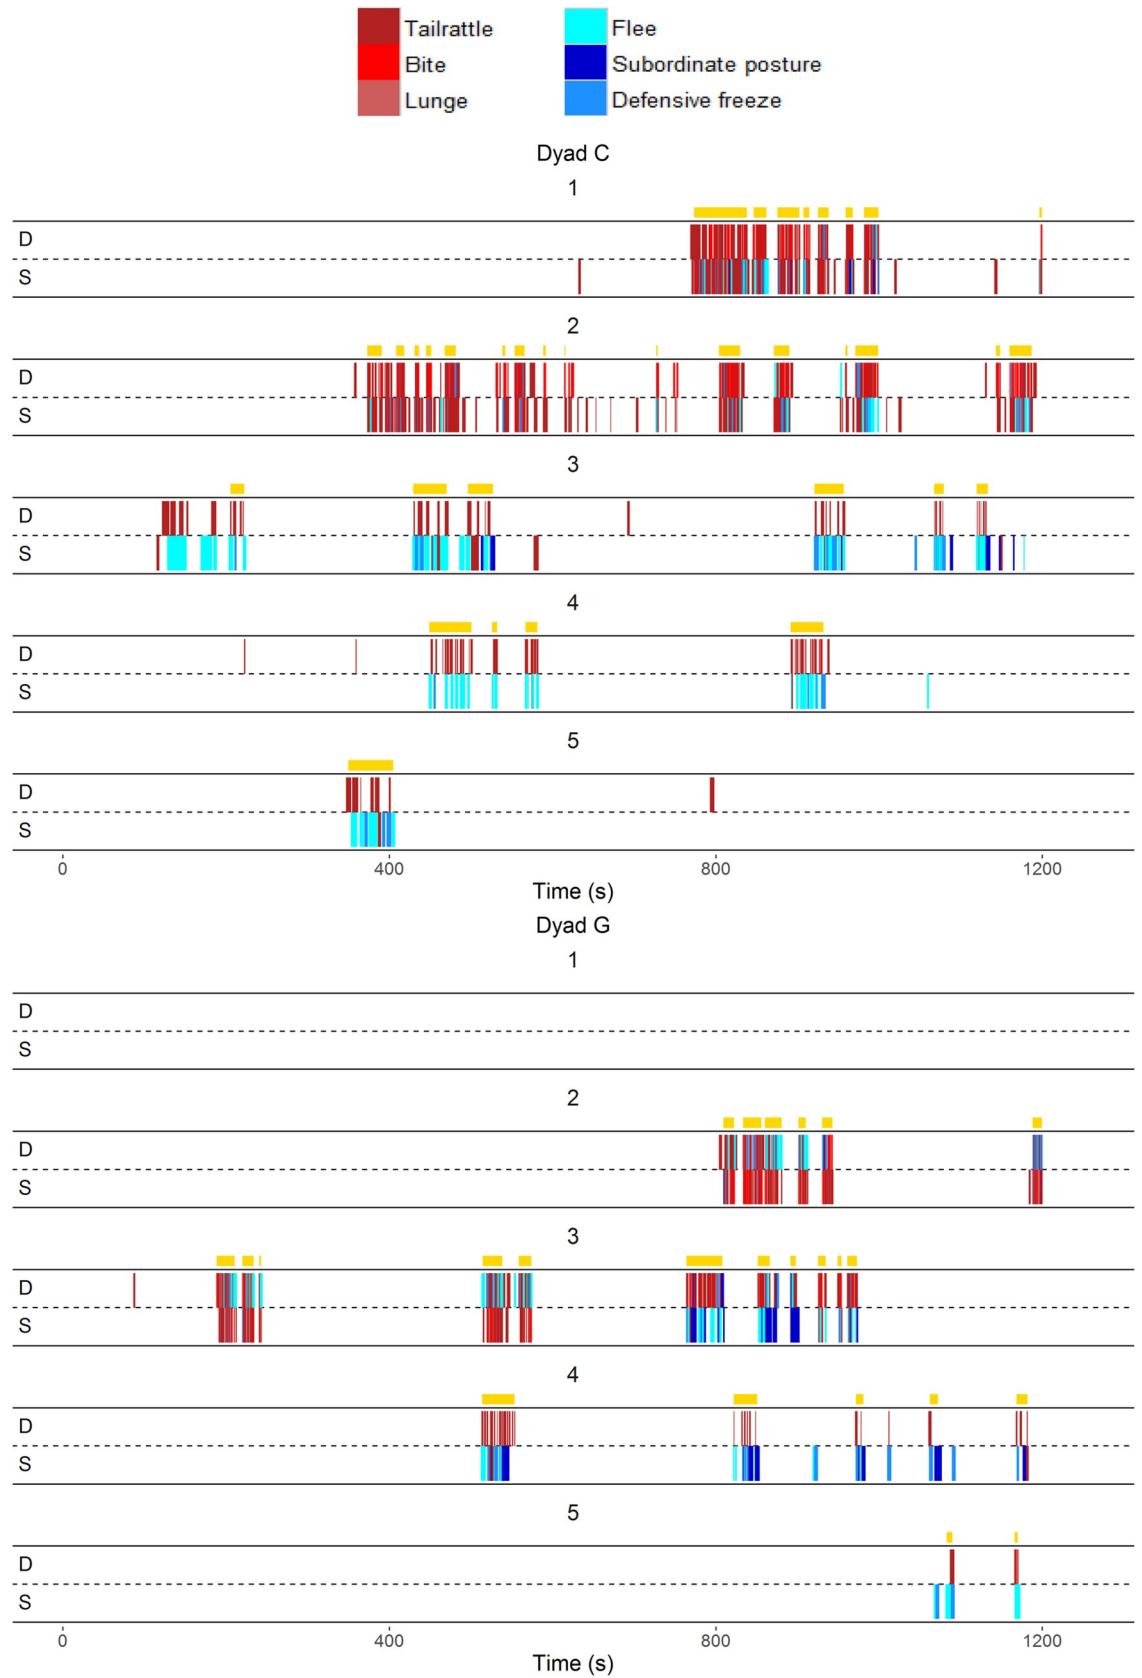 Tailrattle Flee
Bite Subordinate posture
Lunge Defensive freeze
Dyad C
1
D
S
2
D
S
3
D
S
4
D
S
5
D
S
0 400 800 1200
Time (s)
Dyad G
1
D
S
2
D
S
3
D
S
4
D
S
5
D
S
0 400 800 1200
Time (s)